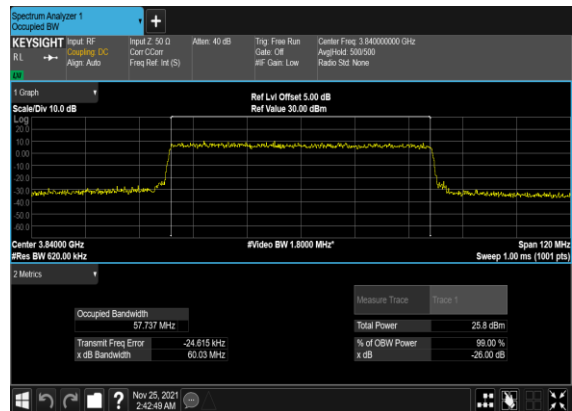 Spectrum Analyzer 1
Occupied BW
+
KEYSIGHT
RL
LV
Input: RF
Coupling: DC
Align: Auto
Input Z: 50 Ω
Corr CCorr
Freq Ref: Int (S)
Atten: 40 dB
Trig: Free Run
Gate: Off
#IF Gain: Low
Center Freq: 3.840000000 GHz
Avg|Hold: 500/500
Radio Std: None
1 Graph
Scale/Div 10.0 dB
Ref Lvl Offset 5.00 dB
Ref Value 30.00 dBm
Log
20.0
10.0
0.00
-10.0
-20.0
-30.0
-40.0
-50.0
-60.0
Center 3.84000 GHz
#Res BW 620.00 kHz
#Video BW 1.8000 MHz*
Span 120 MHz
Sweep 1.00 ms (1001 pts)
2 Metrics
Measure Trace
Trace 1
Occupied Bandwidth
57.737 MHz
Total Power
25.8 dBm
Transmit Freq Error
-24.615 kHz
% of OBW Power
99.00 %
x dB Bandwidth
60.03 MHz
x dB
-26.00 dB
?
Nov 25, 2021
2:42:49 AM